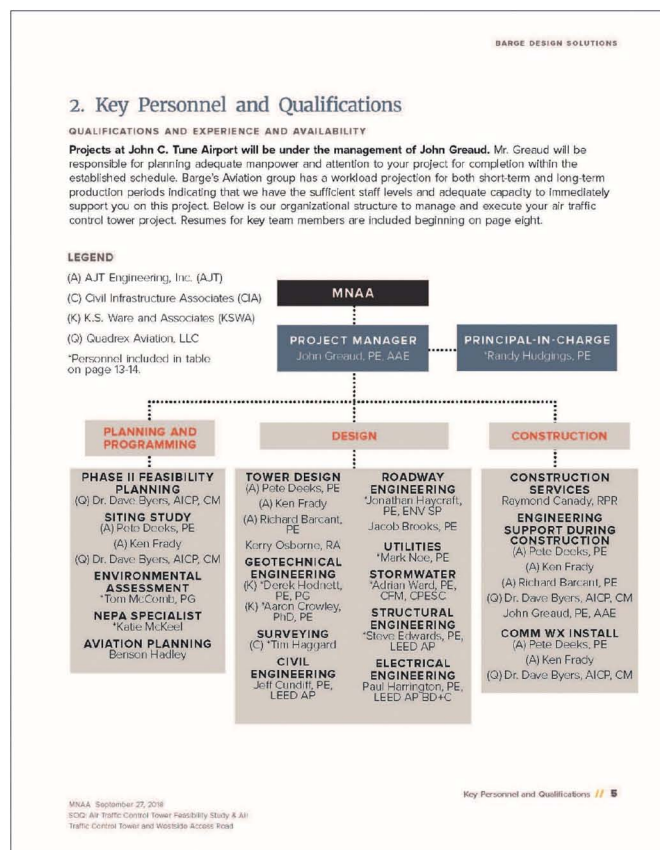 BARGE DESIGN SOLUTIONS
2. Key Personnel and Qualifications
QUALIFICATIONS AND EXPERIENCE AND AVAILABILITY
Projects at John C. Tune Airport will be under the management of John Greaud. Mr. Greaud will be
responsible for planning adequate manpower and attention to your project for completion within the
established schedule. Barge's Aviation group has a workload projection for both short-term and long-term
production periods indicating that we have the sufficient staff levels and adequate capacity to immediately
support you on this project. Below is our organizational structure to manage and execute your air traffic
control tower project. Resumes for key team members are included beginning on page eight.
LEGEND
(A) AJT Engineering, Inc. (AJT)
(C) Civil Infrastructure Associates (CIA)
(K) K.S. Ware and Associates (KSWA)
(Q) Quadrex Aviation, LLC
*Personnel included in table
on page 13-14.
MNAA
PROJECT MANAGER
John Greaud, PE, AAE
PRINCIPAL-IN-CHARGE
*Randy Hudgings, PE
PLANNING AND
PROGRAMMING
PHASE II FEASIBILITY
PLANNING
(Q) Dr. Dave Byers, AICP, CM
SITING STUDY
(A) Pete Deeks, PE
(A) Ken Frady
(Q) Dr. Dave Byers, AICP, CM
ENVIRONMENTAL
ASSESSMENT
*Tom McComb, PG
NEPA SPECIALIST
*Katie McKeel
AVIATION PLANNING
Benson Hadley
DESIGN
TOWER DESIGN
(A) Pete Deeks, PE
(A) Ken Frady
(A) Richard Barcant,
PE
Kerry Osborne, RA
GEOTECHNICAL
ENGINEERING
(K) *Derek Hodnett,
PE, PG
(K) *Aaron Crowley,
PhD, PE
SURVEYING
(C) *Tim Haggard
CIVIL
ENGINEERING
Jeff Cundiff, PE,
LEED AP
ROADWAY
ENGINEERING
*Jonathan Haycraft,
PE, ENV SP
Jacob Brooks, PE
UTILITIES
*Mark Nee, PE
STORMWATER
*Adrian Ward, PE,
CFM, CPESC
STRUCTURAL
ENGINEERING
*Steve Edwards, PE,
LEED AP
ELECTRICAL
ENGINEERING
Paul Harrington, PE,
LEED AP BD+C
CONSTRUCTION
CONSTRUCTION
SERVICES
Raymond Canady, RPR
ENGINEERING
SUPPORT DURING
CONSTRUCTION
(A) Pete Deeks, PE
(A) Ken Frady
(A) Richard Barcant, PE
(Q) Dr. Dave Byers, AICP, CM
John Greaud, PE, AAE
COMM WX INSTALL
(A) Pete Deeks, PE
(A) Ken Frady
(Q) Dr. Dave Byers, AICP, CM
MNAA September 27, 2018
SOQ: Air Traffic Control Tower Feasibility Study & Air
Traffic Control Tower and Westside Access Road
Key Personnel and Qualifications // 5